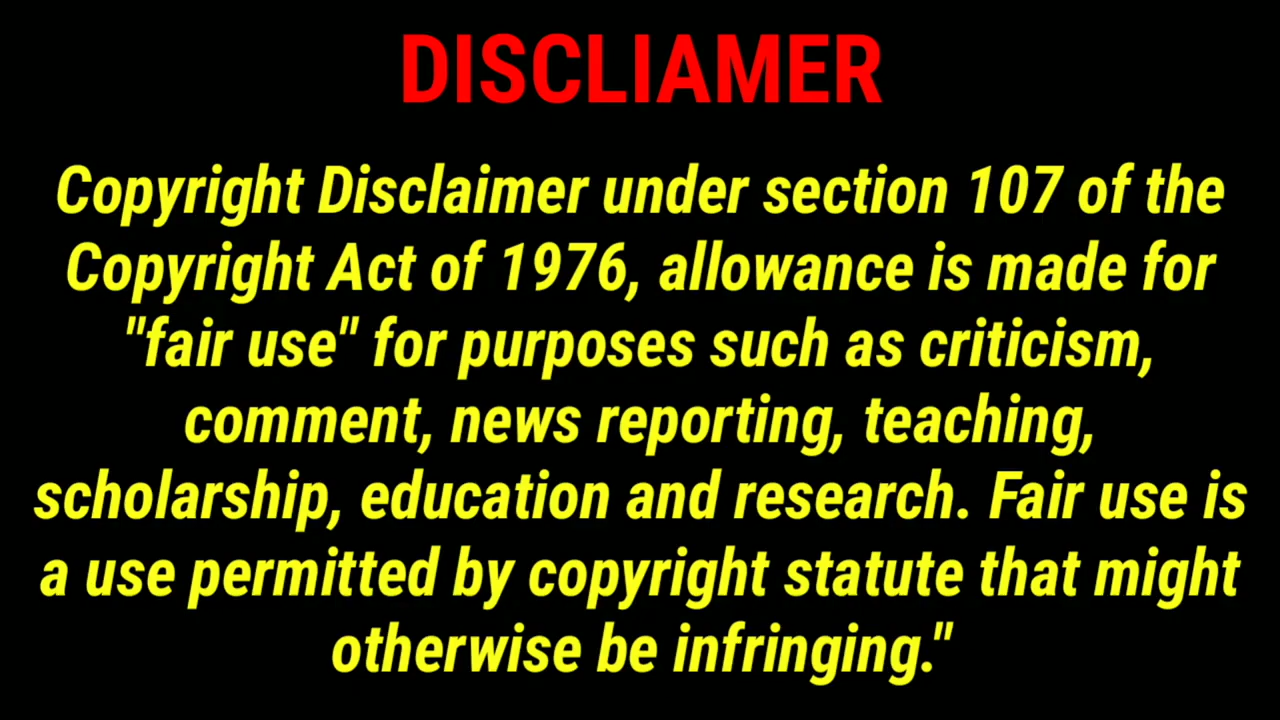 DISCLIAMER
Copyright Disclaimer under section 107 of the
Copyright Act of 1976, allowance is made for
"fair use" for purposes such as criticism,
comment, news reporting, teaching,
scholarship, education and research. Fair use is
a use permitted by copyright statute that might
otherwise be infringing."